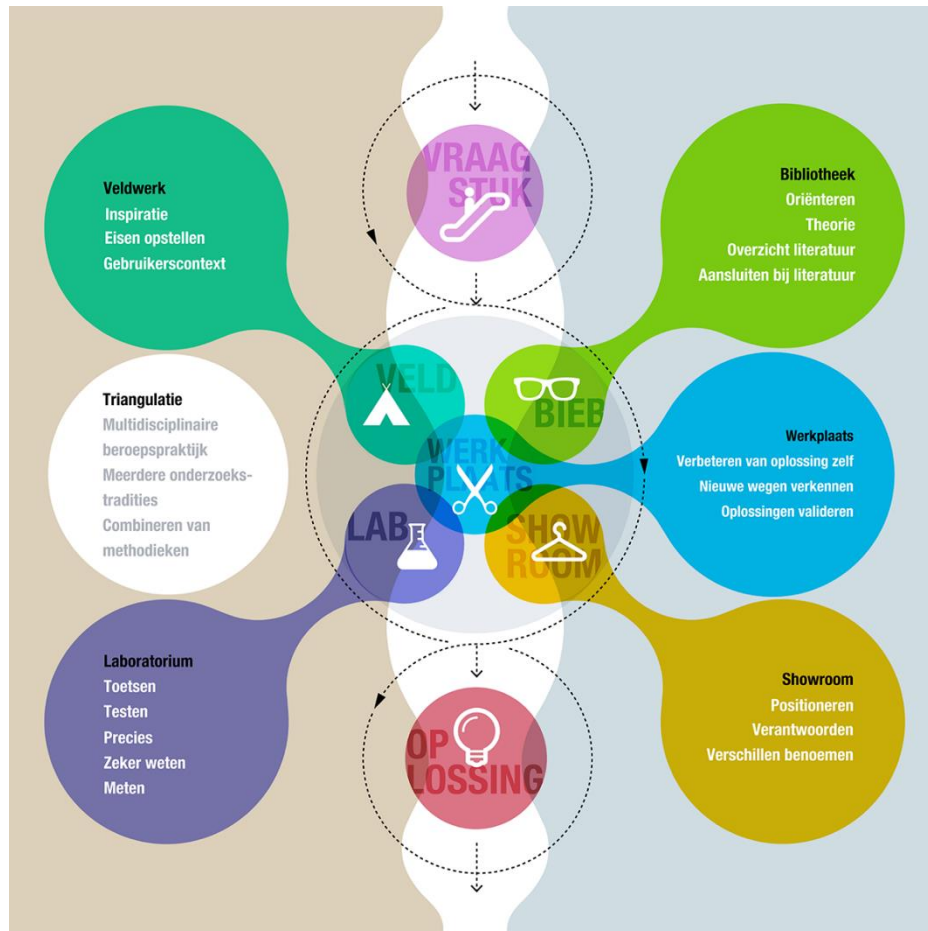 VRAAG
STUK
Veldwerk
Inspiratie
Eisen opstellen
Gebruikerscontext
Bibliotheek
Oriënteren
Theorie
Overzicht literatuur
Aansluiten bij literatuur
VELD
BIEB
WERK
PLAATS
LAB
SHOW
ROOM
Triangulatie
Multidisciplinaire
beroepspraktijk
Meerdere onderzoeks-
tradities
Combineren van
methodieken
Werkplaats
Verbeteren van oplossing zelf
Nieuwe wegen verkennen
Oplossingen valideren
Laboratorium
Toetsen
Testen
Precies
Zeker weten
Meten
Showroom
Positioneren
Verantwoorden
Verschillen benoemen
OP
LOSSING